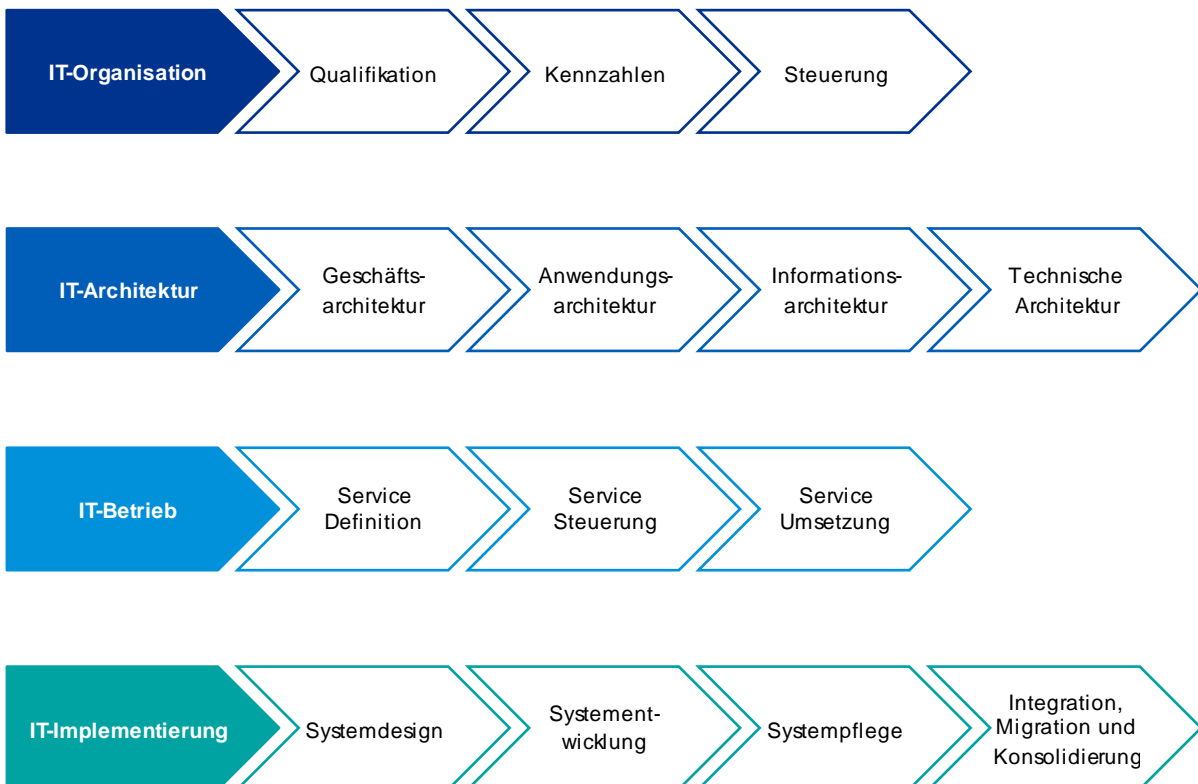 IT-Organisation
Qualifikation
Kennzahlen
Steuerung
IT-Architektur
Geschäfts-
architektur
Anwendungs-
architektur
Informations-
architektur
Technische
Architektur
IT-Betrieb
Service
Definition
Service
Steuerung
Service
Umsetzung
IT-Implementierung
Systemdesign
Systement-
wicklung
Systempflege
Integration,
Migration und
Konsolidierung